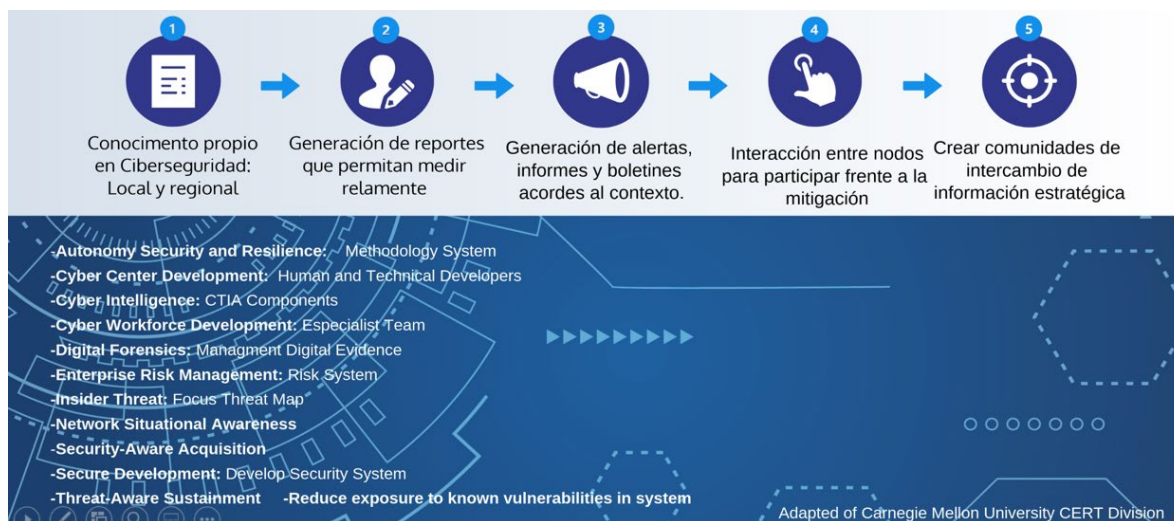 1
Conocimento propio
en Ciberseguridad:
Local y regional
2
Generación de reportes
que permitan medir
relamente
3
Generación de alertas,
informes y boletines
acordes al contexto.
4
Interacción entre nodos
para participar frente a la
mitigación
5
Crear comunidades de
intercambio de
información estratégica
-Autonomy Security and Resilience: Methodology System
-Cyber Center Development: Human and Technical Developers
-Cyber Intelligence: CTIA Components
-Cyber Workforce Development: Especialist Team
-Digital Forensics: Managment Digital Evidence
-Enterprise Risk Management: Risk System
-Insider Threat: Focus Threat Map
-Network Situational Awareness
-Security-Aware Acquisition
-Secure Development: Develop Security System
-Threat-Aware Sustainment -Reduce exposure to known vulnerabilities in system
Adapted of Carnegie Mellon University CERT Division